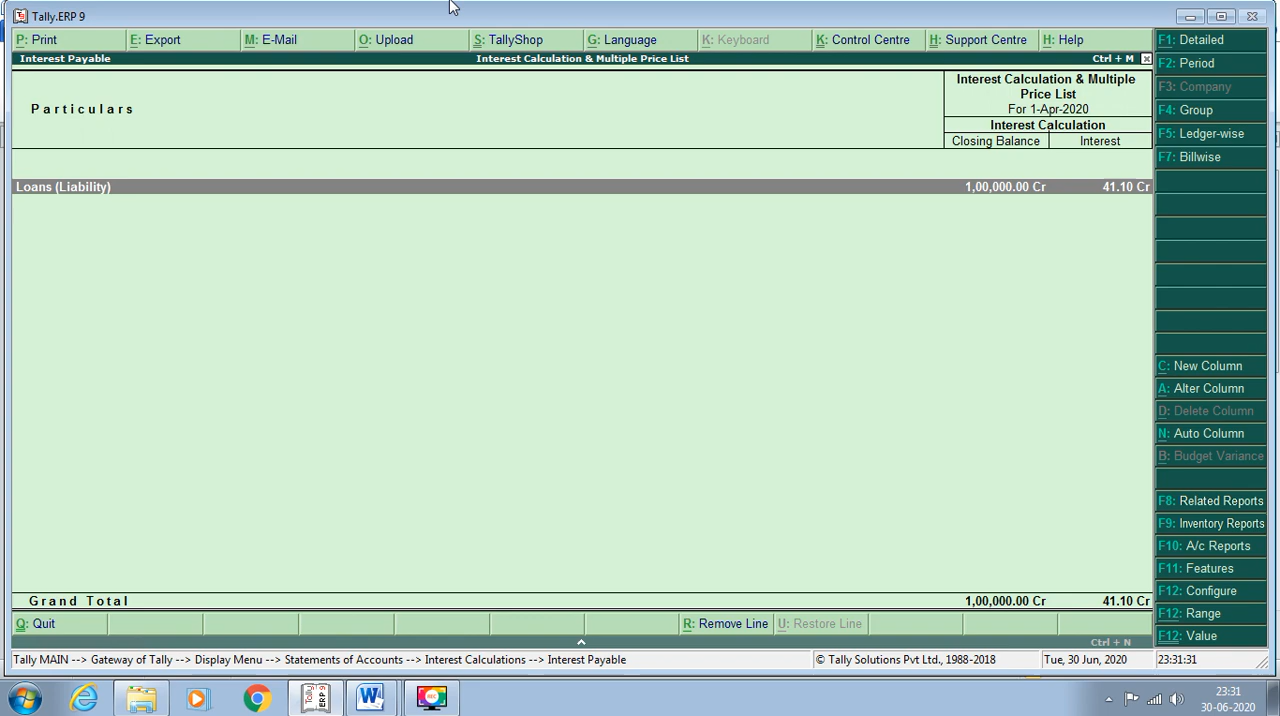 Tally.ERP 9
P: Print E: Export M: E-Mail O: Upload S: TallyShop G: Language K: Keyboard K: Control Centre H: Support Centre H: Help
Interest Payable Interest Calculation & Multiple Price List Ctrl + M
Interest Calculation & Multiple
Price List
For 1-Apr-2020
Particulars
Interest Calculation
Closing Balance Interest
Loans (Liability) 1,00,000.00 Cr 41.10 Cr
Grand Total 1,00,000.00 Cr 41.10 Cr
Q: Quit R: Remove Line U: Restore Line
Ctrl + N
Tally MAIN --> Gateway of Tally --> Display Menu --> Statements of Accounts --> Interest Calculations --> Interest Payable © Tally Solutions Pvt Ltd., 1988-2018 Tue, 30 Jun, 2020 23:31:31
F1: Detailed
F2: Period
F3: Company
F4: Group
F5: Ledger-wise
F7: Billwise
C: New Column
A: Alter Column
D: Delete Column
N: Auto Column
B: Budget Variance
F8: Related Reports
F9: Inventory Reports
F10: A/c Reports
F11: Features
F12: Configure
F12: Range
F12: Value
Tally
ERP 9
23:31
30-06-2020